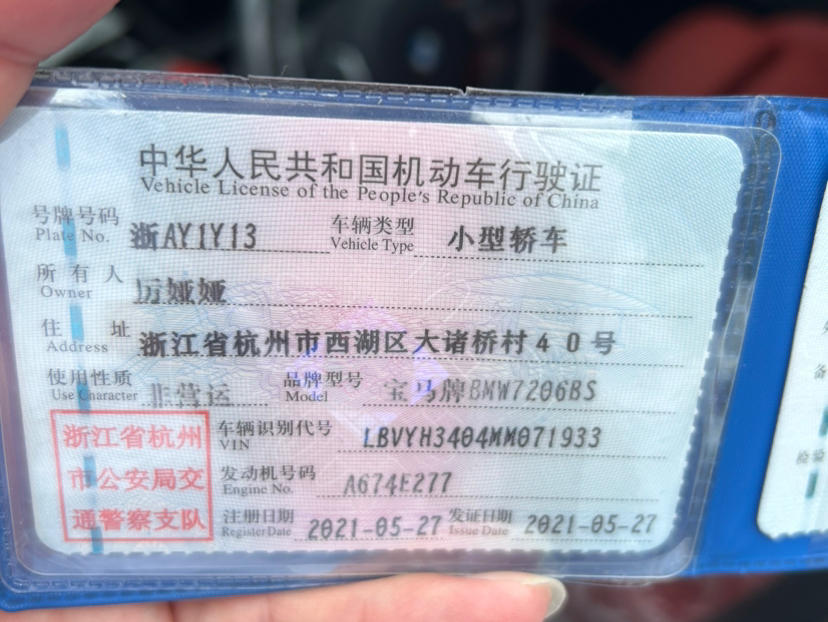 中华人民共和国机动车行驶证
Vehicle License of the People's Republic of China
号牌号码 浙AY1Y13 车辆类型 小型轿车
Plate No. Vehicle Type
所有人 厉娅娅
Owner
住址 浙江省杭州市西湖区大诸桥村40号
Address
使用性质 非营运 品牌型号 宝马牌BMW7206BS
Use Character Model
浙江省杭州
市公安局交
通警察支队
车辆识别代号 LBVYH3404MM071933
VIN
发动机号码 A674E277
Engine No.
注册日期 2021-05-27 发证日期 2021-05-27
Register Date Issue Date
检验